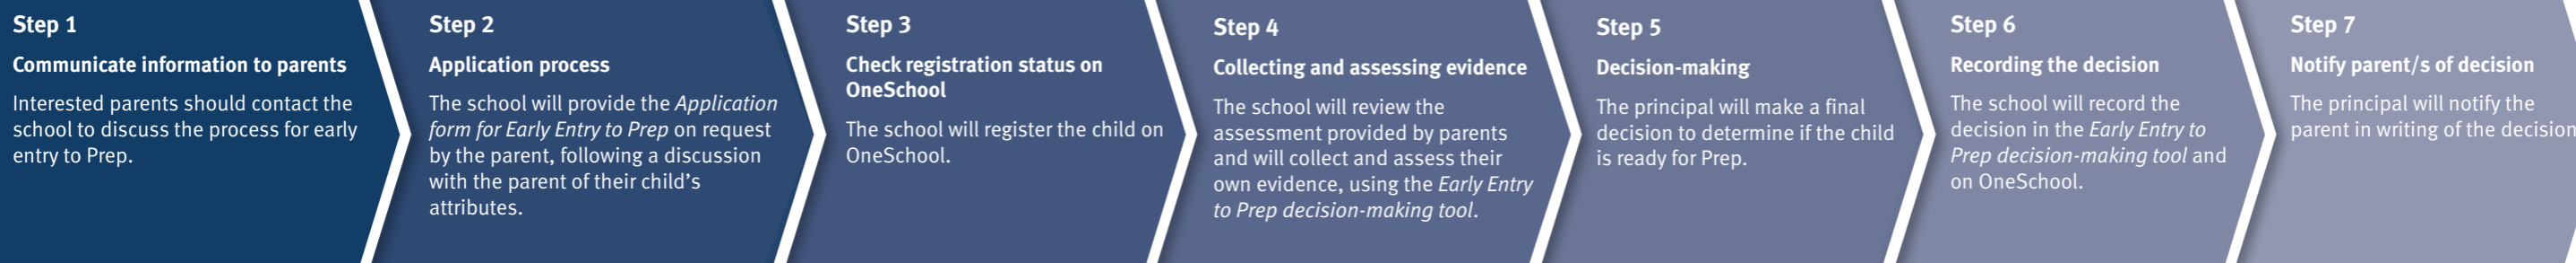 Step 1
Communicate information to parents
Interested parents should contact the
school to discuss the process for early
entry to Prep.
Step 2
Application process
The school will provide the Application
form for Early Entry to Prep on request
by the parent, following a discussion
with the parent of their child’s
attributes.
Step 3
Check registration status on
OneSchool
The school will register the child on
OneSchool.
Step 4
Collecting and assessing evidence
The school will review the
assessment provided by parents
and will collect and assess their
own evidence, using the Early Entry
to Prep decision-making tool.
Step 5
Decision-making
The principal will make a final
decision to determine if the child
is ready for Prep.
Step 6
Recording the decision
The school will record the
decision in the Early Entry to
Prep decision-making tool and
on OneSchool.
Step 7
Notify parent/s of decision
The principal will notify the
parent in writing of the decision